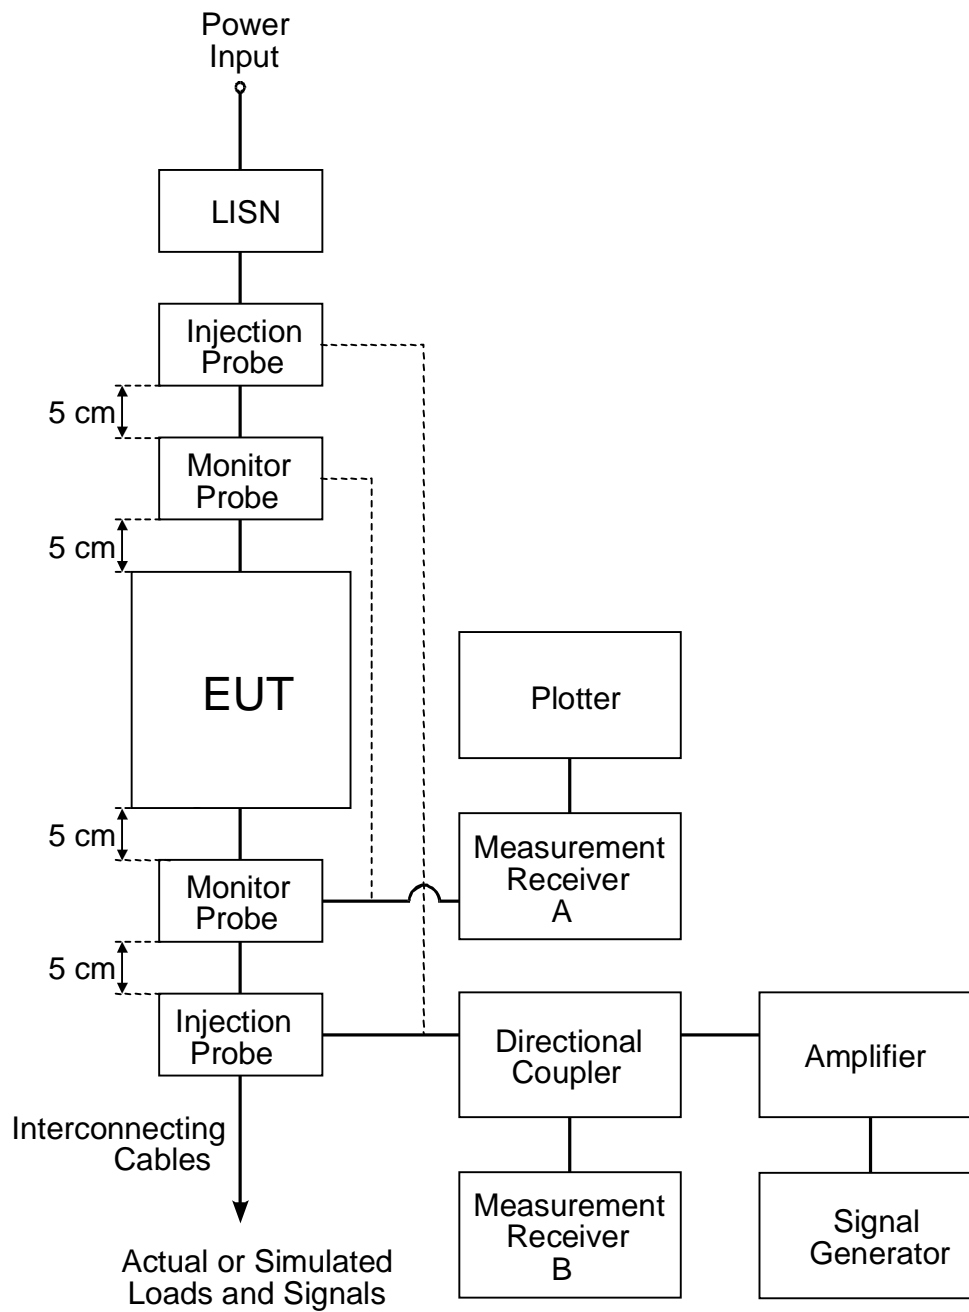 Power
Input
LISN
Injection
Probe
5 cm
Monitor
Probe
5 cm
EUT
Plotter
5 cm
Measurement
Receiver
A
Monitor
Probe
5 cm
Injection
Probe
Directional
Coupler
Amplifier
Interconnecting
Cables
Measurement
Receiver
B
Signal
Generator
Actual or Simulated
Loads and Signals